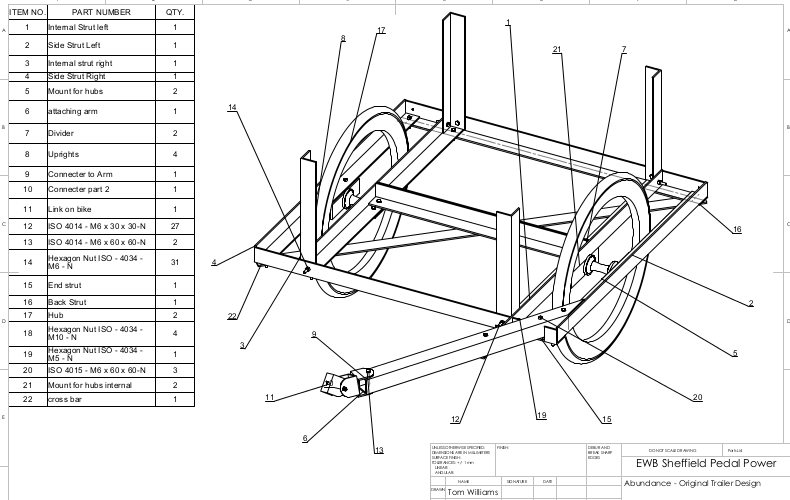 ITEM NO. PART NUMBER QTY.
1 Internal Strut left 1
2 Side Strut Left 1
3 Internal strut right 1
4 Side Strut Right 1
5 Mount for hubs 2
6 attaching arm 1
7 Divider 2
8 Uprights 4
9 Connecter to Arm 1
10 Connecter part 2 1
11 Link on bike 1
12 ISO 4014 - M6 x 30 x 30-N 27
13 ISO 4014 - M6 x 60 x 60-N 2
14 Hexagon Nut ISO - 4034 - 31
M6 - N
15 End strut 1
16 Back Strut 1
17 Hub 2
18 Hexagon Nut ISO - 4034 - 4
M10 - N
19 Hexagon Nut ISO - 4034 - 1
M5 - N
20 ISO 4015 - M6 x 60 x 60-N 3
21 Mount for hubs internal 2
22 cross bar 1
1
17
8
21
7
14
16
4
2
22
3
9
5
11
20
12
19
15
6
13
A
B
C
D
E
A
B
C
D
UNLESS OTHERWISE SPECIFIED:
DIMENSIONS ARE IN MILLIMETERS
SURFACE FINISH:
TOLERANCES: +/- 1mm
LINEAR:
ANGULAR:
FINISH:
DEBUR AND
BREAK SHARP
EDGES
DO NOT SCALE DRAWING
Parts List
EWB Sheffield Pedal Power
NAME SIGNATURE DATE
DRAWN Tom Williams
Abundance - Original Trailer Design